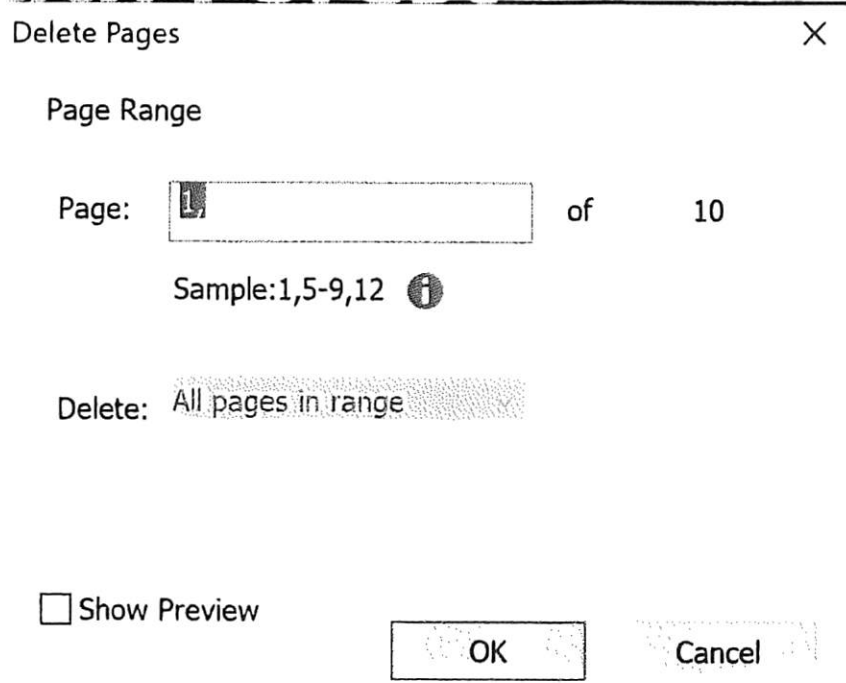 Delete Pages
Page Range
Page: 1, of 10
Sample:1,5-9,12
Delete: All pages in range
Show Preview
OK Cancel